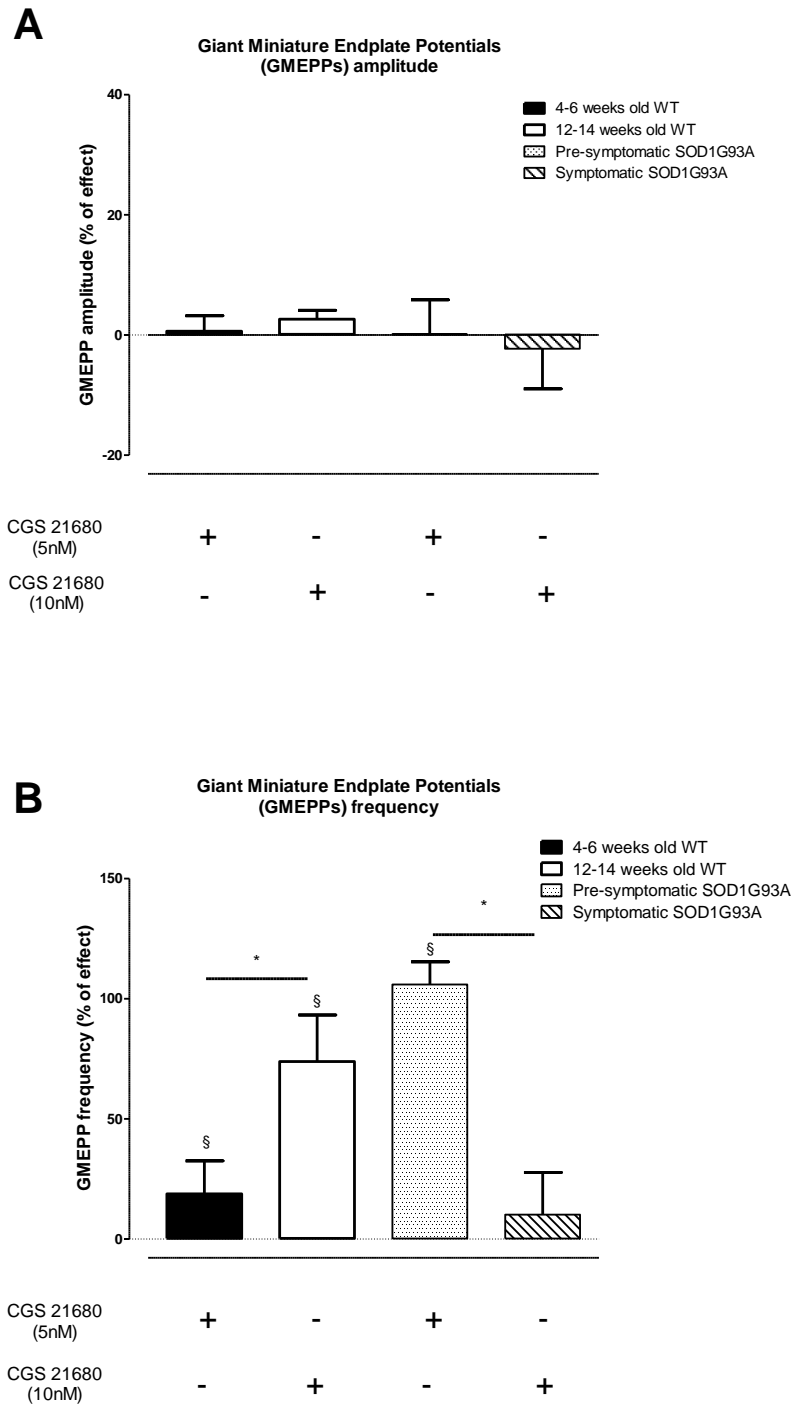 A
Giant Miniature Endplate Potentials
(GMEPPs) amplitude
4-6 weeks old WT
12-14 weeks old WT
Pre-symptomatic SOD1G93A
Symptomatic SOD1G93A
GMEPP amplitude (% of effect)
40
20
0
-20
CGS 21680
(5nM)
+ - + -
CGS 21680
(10nM)
- + - +
B
Giant Miniature Endplate Potentials
(GMEPPs) frequency
4-6 weeks old WT
12-14 weeks old WT
Pre-symptomatic SOD1G93A
Symptomatic SOD1G93A
GMEPP frequency (% of effect)
150
100
50
0
* *
§ § §
CGS 21680
(5nM)
+ - + -
CGS 21680
(10nM)
- + - +